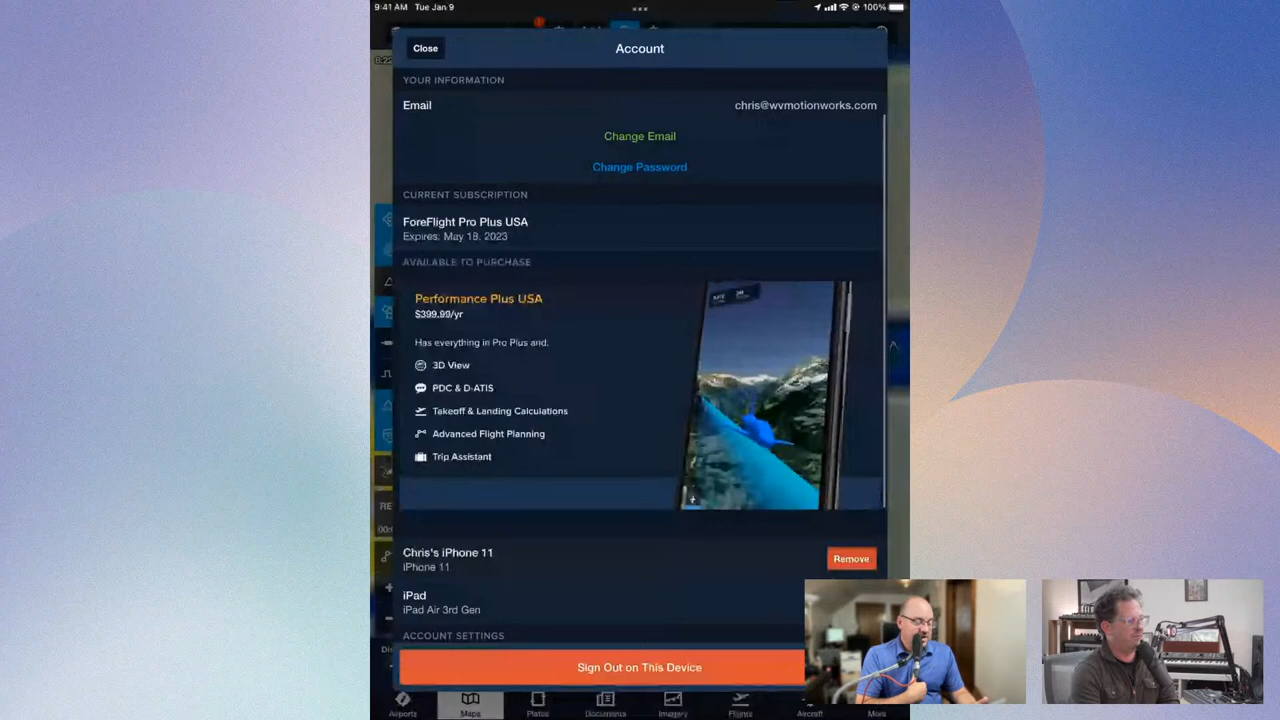 9:41 AM Tue Jan 9
100%
Close
Account
YOUR INFORMATION
Email
chris@wvmotionworks.com
Change Email
Change Password
CURRENT SUBSCRIPTION
ForeFlight Pro Plus USA
Expires: May 18, 2023
AVAILABLE TO PURCHASE
Performance Plus USA
$399.99/yr
Has everything in Pro Plus and:
3D View
PDC & D-ATIS
Takeoff & Landing Calculations
Advanced Flight Planning
Trip Assistant
Chris's iPhone 11
iPhone 11
Remove
iPad
iPad Air 3rd Gen
ACCOUNT SETTINGS
Sign Out on This Device
Airports
Maps
Plates
Documents
Imagery
Flights
Aircraft
More